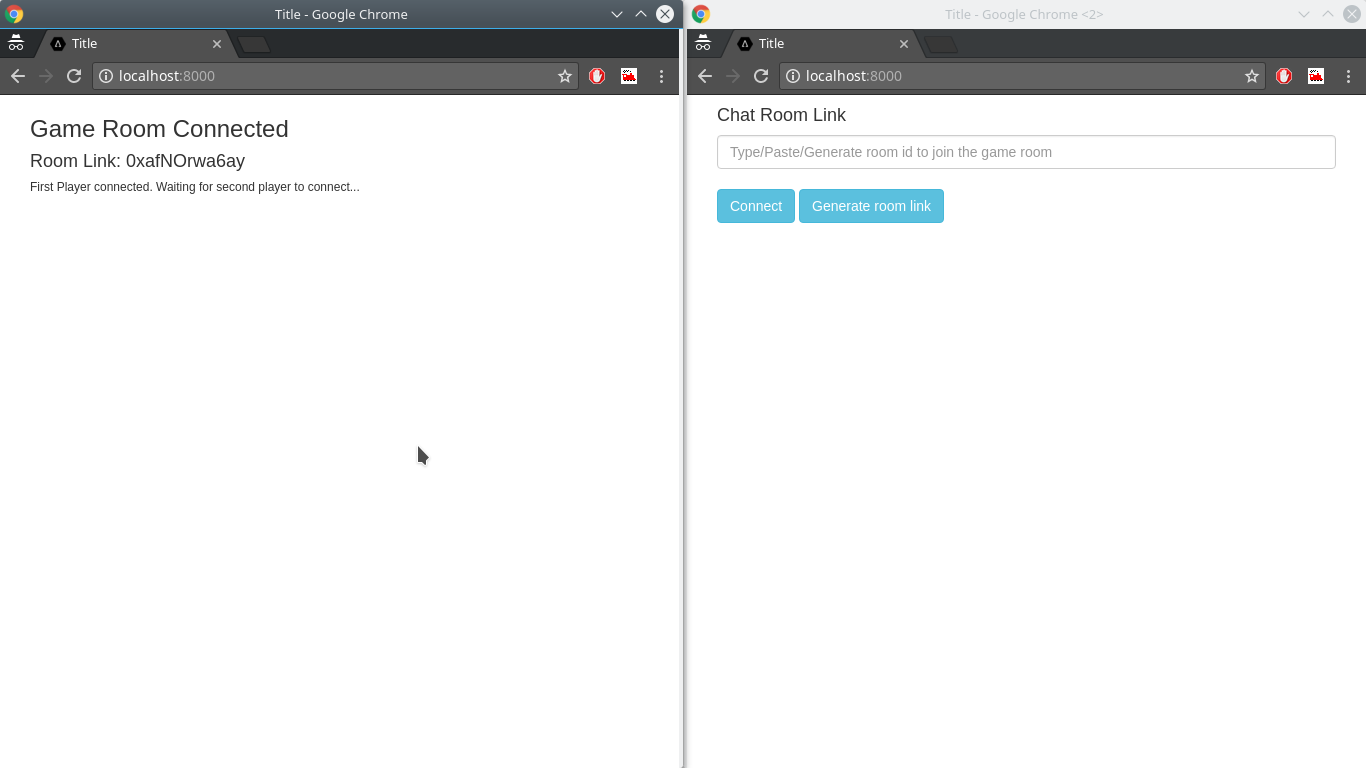 Title - Google Chrome
Title
localhost:8000
Game Room Connected
Room Link: 0xafNOrwa6ay
First Player connected. Waiting for second player to connect...
Title - Google Chrome <2>
Title
localhost:8000
Chat Room Link
Type/Paste/Generate room id to join the game room
Connect
Generate room link